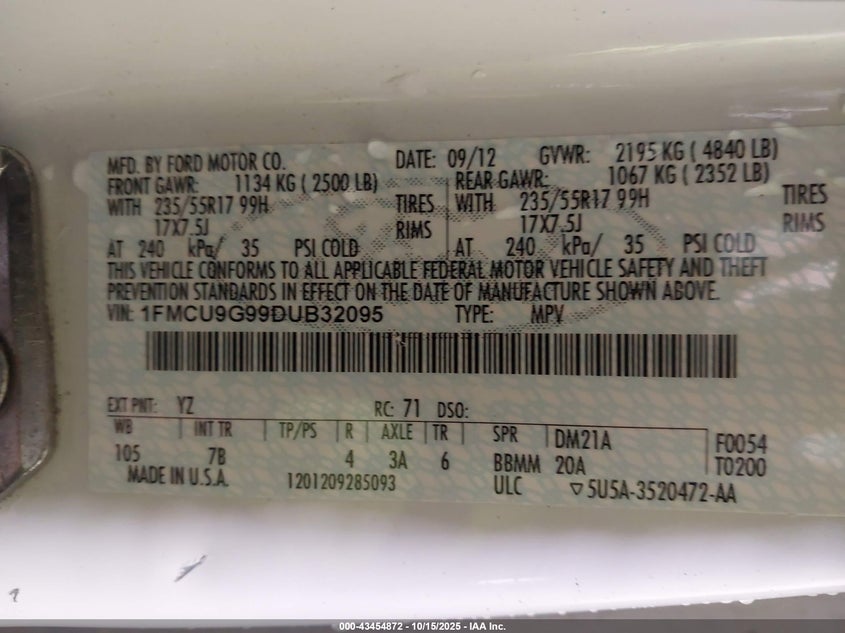 MFD. BY FORD MOTOR CO. DATE: 09/12 GVWR: 2195 KG ( 4840 LB)
FRONT GAWR: 1134 KG ( 2500 LB) REAR GAWR: 1067 KG ( 2352 LB)
WITH 235/55R17 99H TIRES WITH 235/55R17 99H TIRES
17X7.5J RIMS 17X7.5J RIMS
AT 240 kPa/ 35 PSI COLD AT 240 kPa/ 35 PSI COLD
THIS VEHICLE CONFORMS TO ALL APPLICABLE FEDERAL MOTOR VEHICLE SAFETY AND THEFT
PREVENTION STANDARDS IN EFFECT ON THE DATE OF MANUFACTURE SHOWN ABOVE.
VIN: 1FMCU9G99DUB32095 TYPE: MPV
EXT PNT: YZ RC: 71 DSO:
WB INT TR TP/PS R AXLE TR SPR DM21A F0054
105 7B 4 3A 6 BBMM 20A T0200
MADE IN U.S.A. 1201209285093 ULC ▽5U5A-3520472-AA
000-43454872 - 10/15/2025 - IAA Inc.